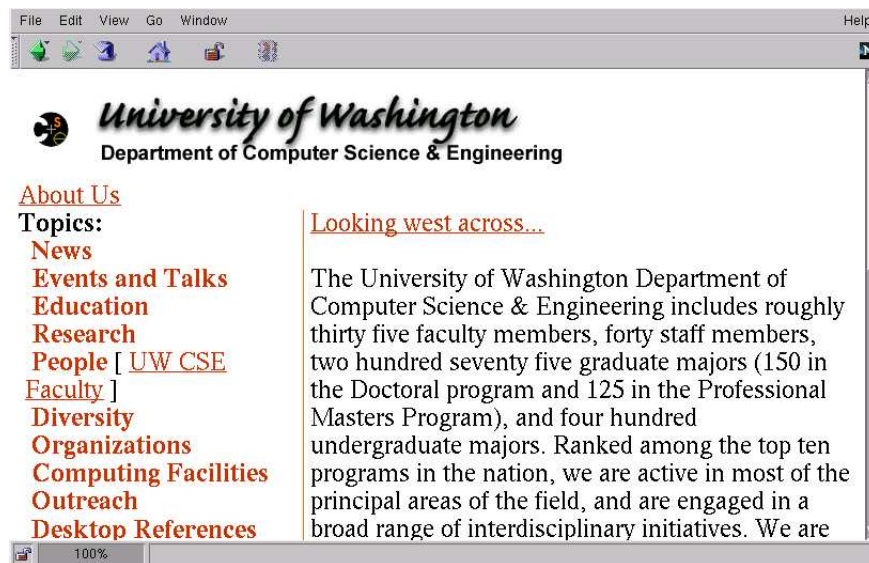 File Edit View Go Window Help
University of Washington
Department of Computer Science & Engineering
About Us
Topics:
News
Events and Talks
Education
Research
People [ UW CSE
Faculty ]
Diversity
Organizations
Computing Facilities
Outreach
Desktop References
Looking west across...
The University of Washington Department of
Computer Science & Engineering includes roughly
thirty five faculty members, forty staff members,
two hundred seventy five graduate majors (150 in
the Doctoral program and 125 in the Professional
Masters Program), and four hundred
undergraduate majors. Ranked among the top ten
programs in the nation, we are active in most of the
principal areas of the field, and are engaged in a
broad range of interdisciplinary initiatives. We are
100%